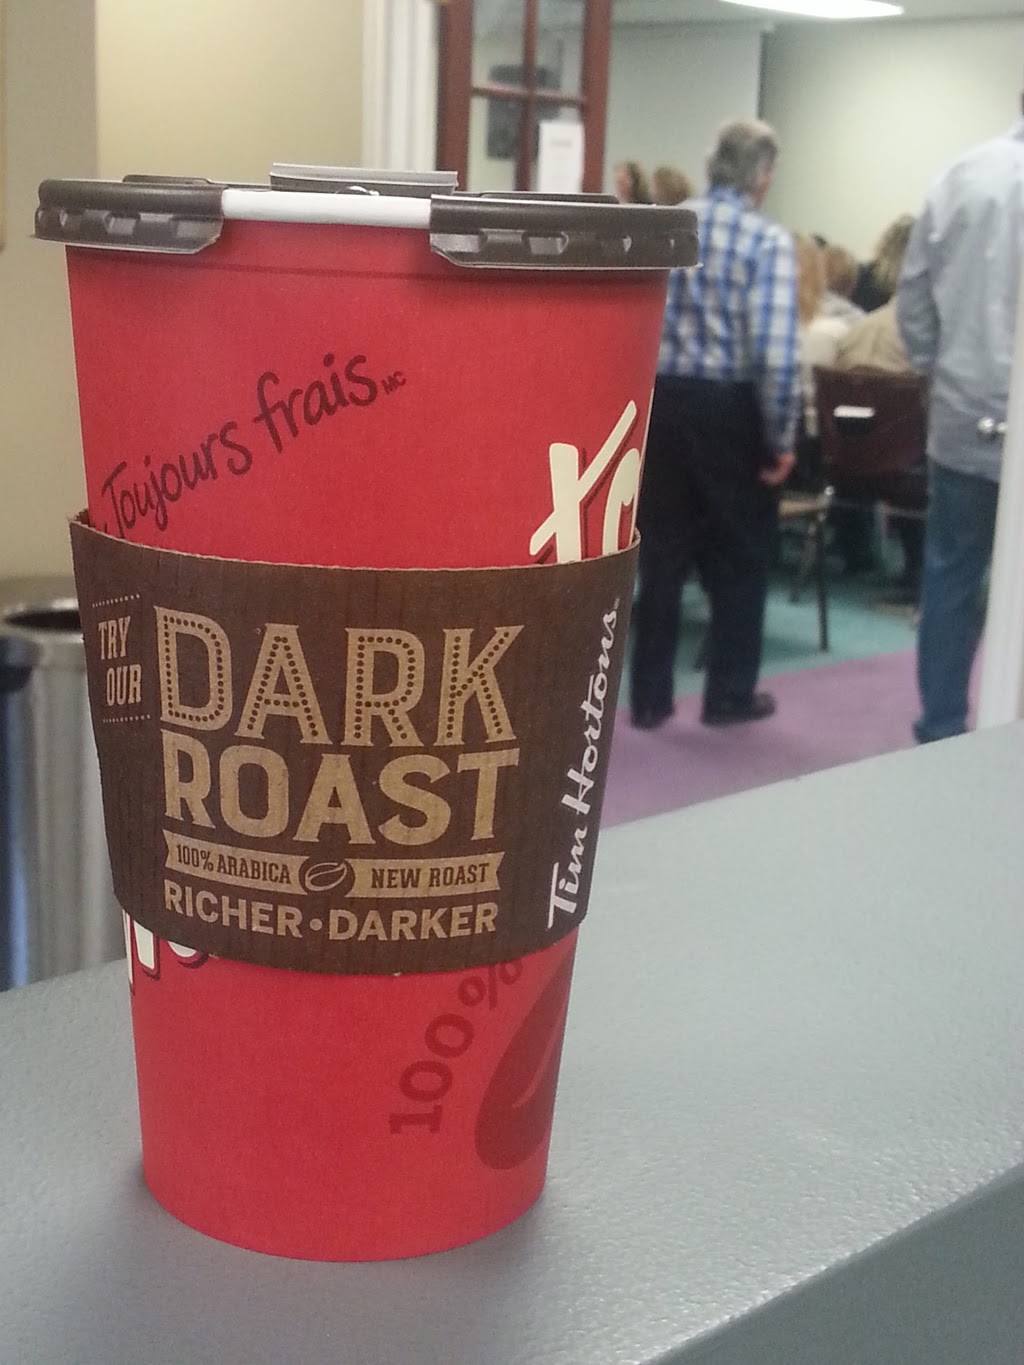 Toujours frais MC
TRY
OUR
DARK
ROAST
100% ARABICA
NEW ROAST
RICHER • DARKER
Tim Hortons
100%